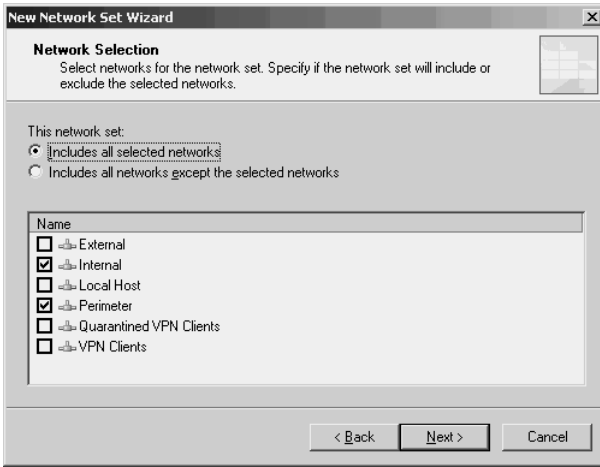 New Network Set Wizard
Network Selection
Select networks for the network set. Specify if the network set will include or
exclude the selected networks.
This network set:
Includes all selected networks
Includes all networks except the selected networks
Name
External
Internal
Local Host
Perimeter
Quarantined VPN Clients
VPN Clients
< Back
Next >
Cancel